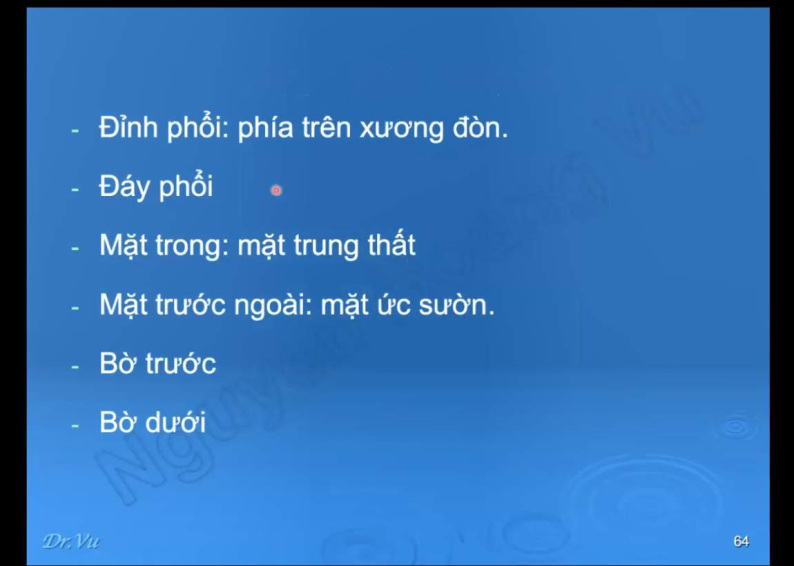 - Đỉnh phổi: phía trên xương đòn.
- Đáy phổi
- Mặt trong: mặt trung thất
- Mặt trước ngoài: mặt ức sườn.
- Bờ trước
- Bờ dưới
Dr. Vu
64